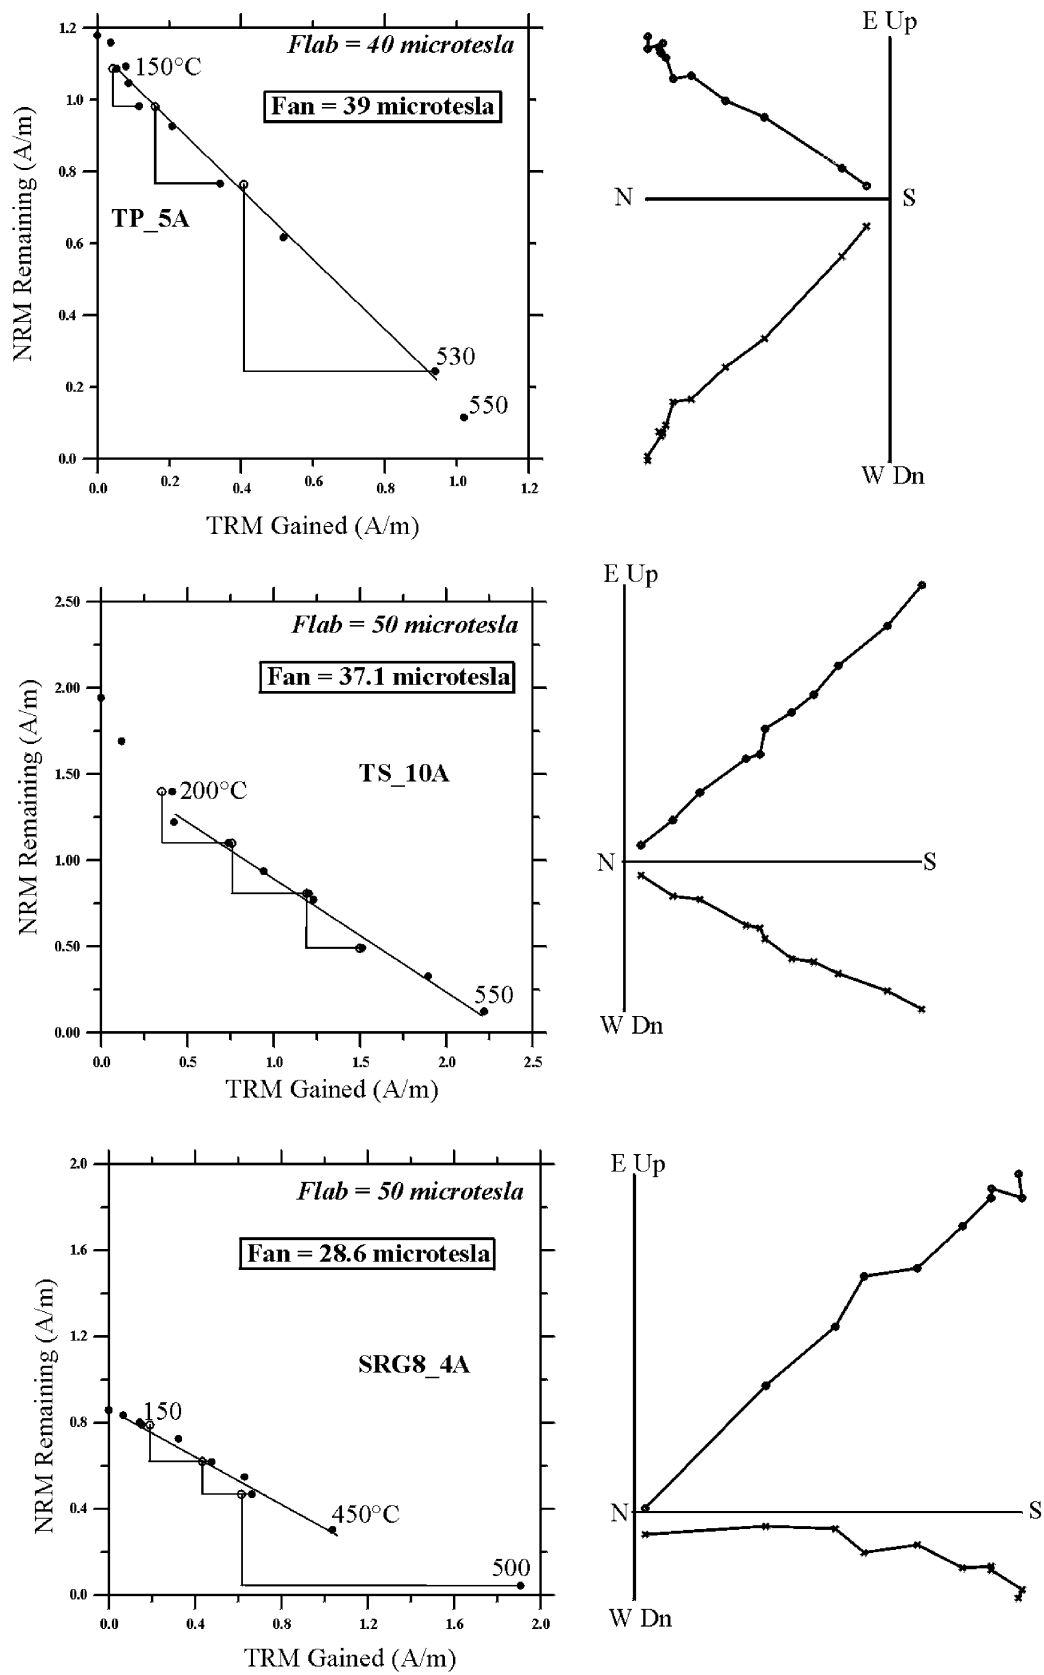 Flab = 40 microtesla
Fan = 39 microtesla
150°C
TP_5A
530
550
NRM Remaining (A/m)
1.2
1.0
0.8
0.6
0.4
0.2
0.0
0.0 0.2 0.4 0.6 0.8 1.0 1.2
TRM Gained (A/m)
E Up
N S
W Dn
Flab = 50 microtesla
Fan = 37.1 microtesla
TS_10A
200°C
550
NRM Remaining (A/m)
2.50
2.00
1.50
1.00
0.50
0.00
0.0 0.5 1.0 1.5 2.0 2.5
TRM Gained (A/m)
E Up
N S
W Dn
Flab = 50 microtesla
Fan = 28.6 microtesla
SRG8_4A
150
450°C
500
NRM Remaining (A/m)
2.0
1.6
1.2
0.8
0.4
0.0
0.0 0.4 0.8 1.2 1.6 2.0
TRM Gained (A/m)
E Up
N S
W Dn